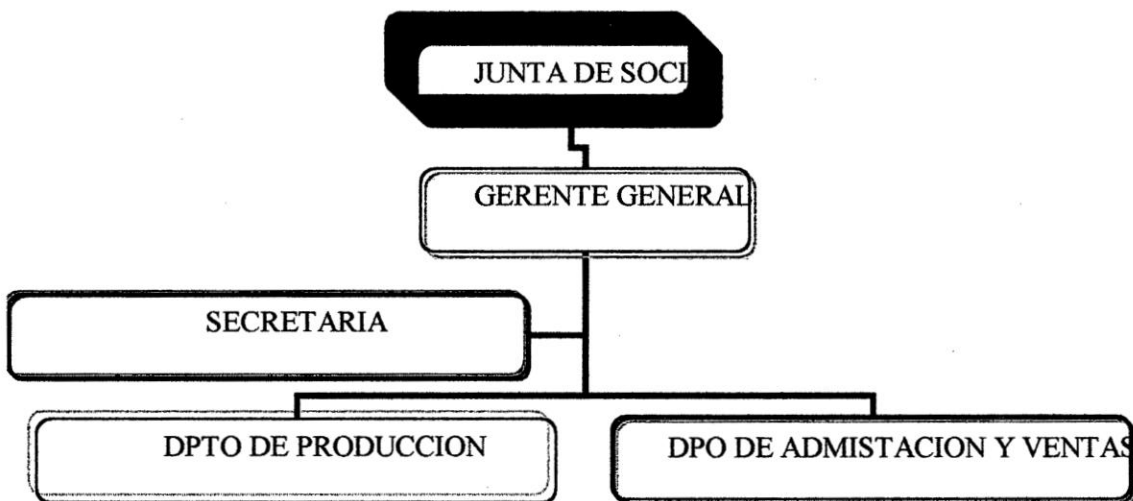 JUNTA DE SOCI
GERENTE GENERAL
SECRETARIA
DPTO DE PRODUCCION
DPO DE ADMISTACION Y VENTAS